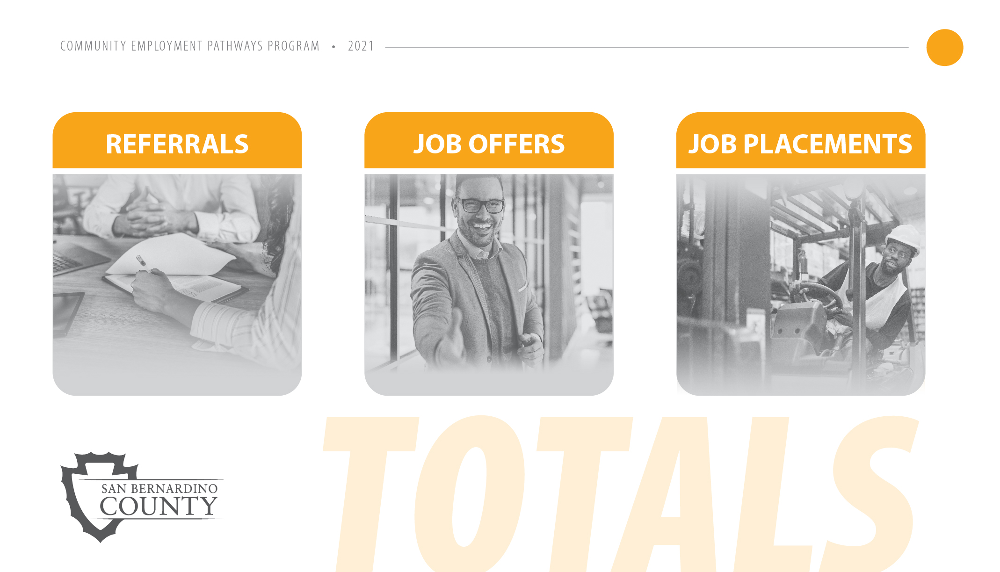 COMMUNITY EMPLOYMENT PATHWAYS PROGRAM • 2021
REFERRALS
JOB OFFERS
JOB PLACEMENTS
TOTALS
SAN BERNARDINO
COUNTY